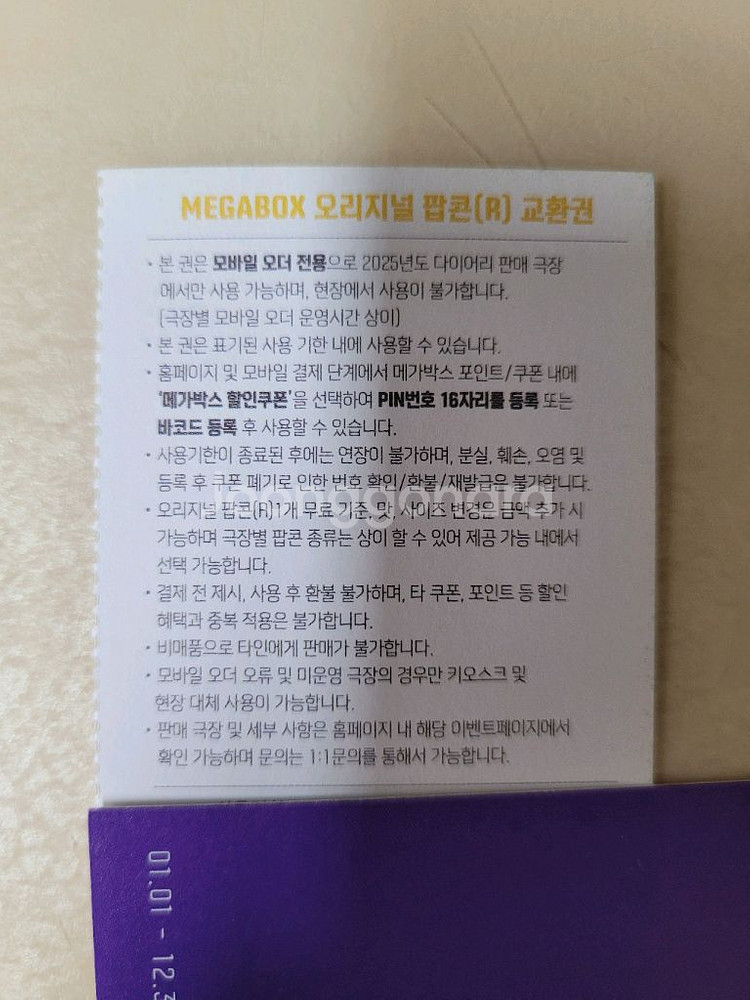 MEGABOX 오리지널 팝콘(R) 교환권
• 본 권은 모바일 오더 전용으로 2025년도 다이어리 판매 극장
에서만 사용 가능하며, 현장에서 사용이 불가합니다.
(극장별 모바일 오더 운영시간 상이)
• 본 권은 표기된 사용 기한 내에 사용할 수 있습니다.
• 홈페이지 및 모바일 결제 단계에서 메가박스 포인트/쿠폰 내에
'메가박스 할인쿠폰'을 선택하여 PIN번호 16자리를 등록 또는
바코드 등록 후 사용할 수 있습니다.
• 사용기한이 종료된 후에는 연장이 불가하며, 분실, 훼손, 오염 및
등록 후 쿠폰 폐기로 인한 번호 확인/환불/재발급은 불가합니다.
• 오리지널 팝콘(R)1개 무료 기준, 맛, 사이즈 변경은 금액 추가 시
가능하며 극장별 팝콘 종류는 상이 할 수 있어 제공 가능 내에서
선택 가능합니다.
• 결제 전 제시, 사용 후 환불 불가하며, 타 쿠폰, 포인트 등 할인
혜택과 중복 적용은 불가합니다.
• 비매품으로 타인에게 판매가 불가합니다.
• 모바일 오더 오류 및 미운영 극장의 경우만 키오스크 및
현장 대체 사용이 가능합니다.
• 판매 극장 및 세부 사항은 홈페이지 내 해당 이벤트페이지에서
확인 가능하며 문의는 1:1문의를 통해서 가능합니다.
joonggonara
01.01 - 12.3